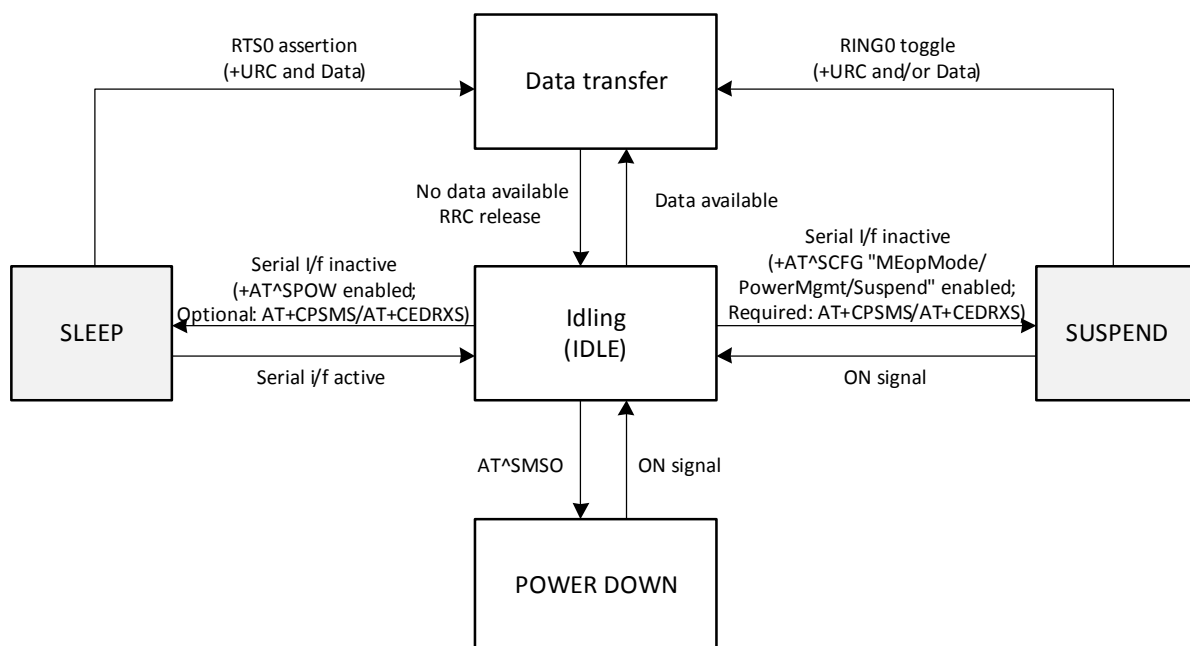 RTS0 assertion
(+URC and Data)
Data transfer
RING0 toggle
(+URC and/or Data)
No data available
RRC release
Data available
Serial I/f inactive
(+AT^SPOW enabled;
Optional: AT+CPSMS/AT+CEDRXS)
Serial I/f inactive
(+AT^SCFG "MEopMode/
PowerMgmt/Suspend" enabled;
Required: AT+CPSMS/AT+CEDRXS)
SLEEP
Idling
(IDLE)
SUSPEND
Serial i/f active
ON signal
AT^SMSO
ON signal
POWER DOWN